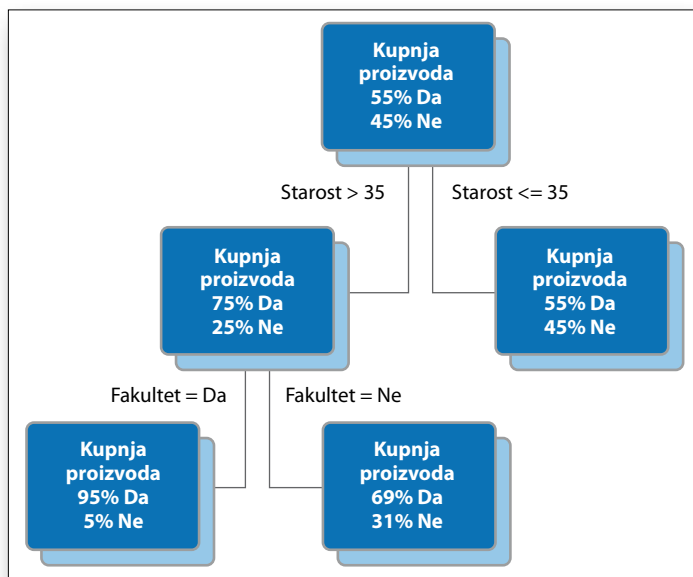 Kupnja
proizvoda
55% Da
45% Ne
Starost > 35
Starost <= 35
Kupnja
proizvoda
75% Da
25% Ne
Kupnja
proizvoda
55% Da
45% Ne
Fakultet = Da
Fakultet = Ne
Kupnja
proizvoda
95% Da
5% Ne
Kupnja
proizvoda
69% Da
31% Ne